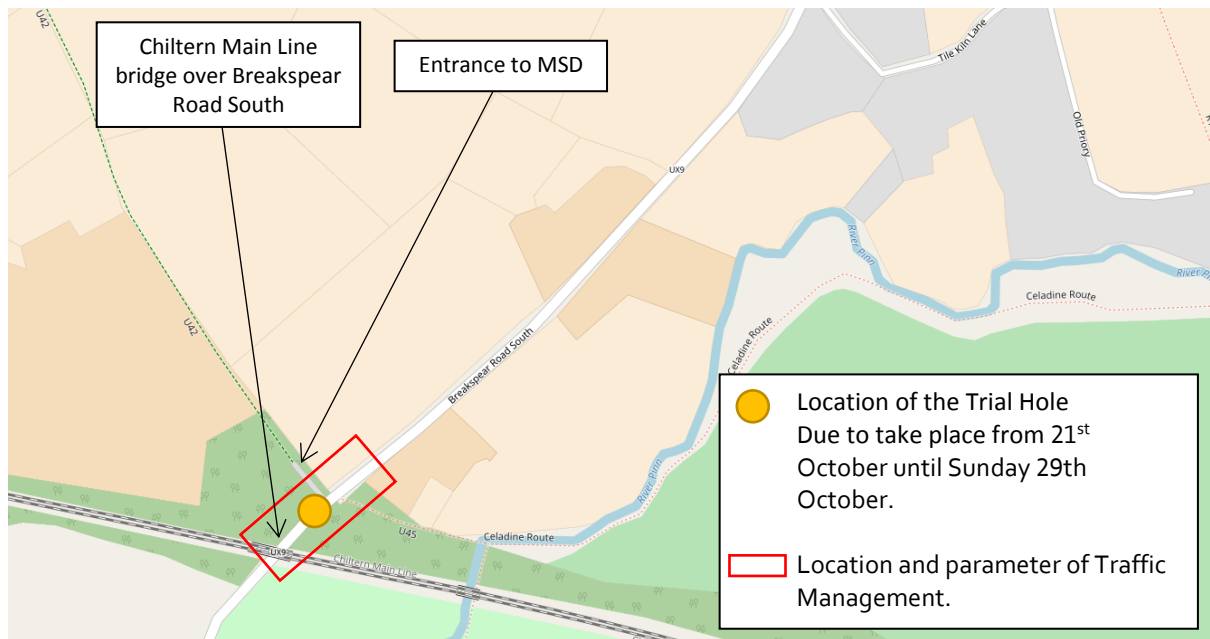 U42
Chiltern Main Line
bridge over Breakspear
Road South
Entrance to MSD
Tile Kiln Lane
Old Priory
UX9
River Pinn
River Pi
Celadine Route
U42
Celadine Route
Breakspear Road South
River Pinn
U45
Celadine Route
UX9
Chiltern Main Line
Location of the Trial Hole
Due to take place from 21st
October until Sunday 29th
October.
Location and parameter of Traffic
Management.